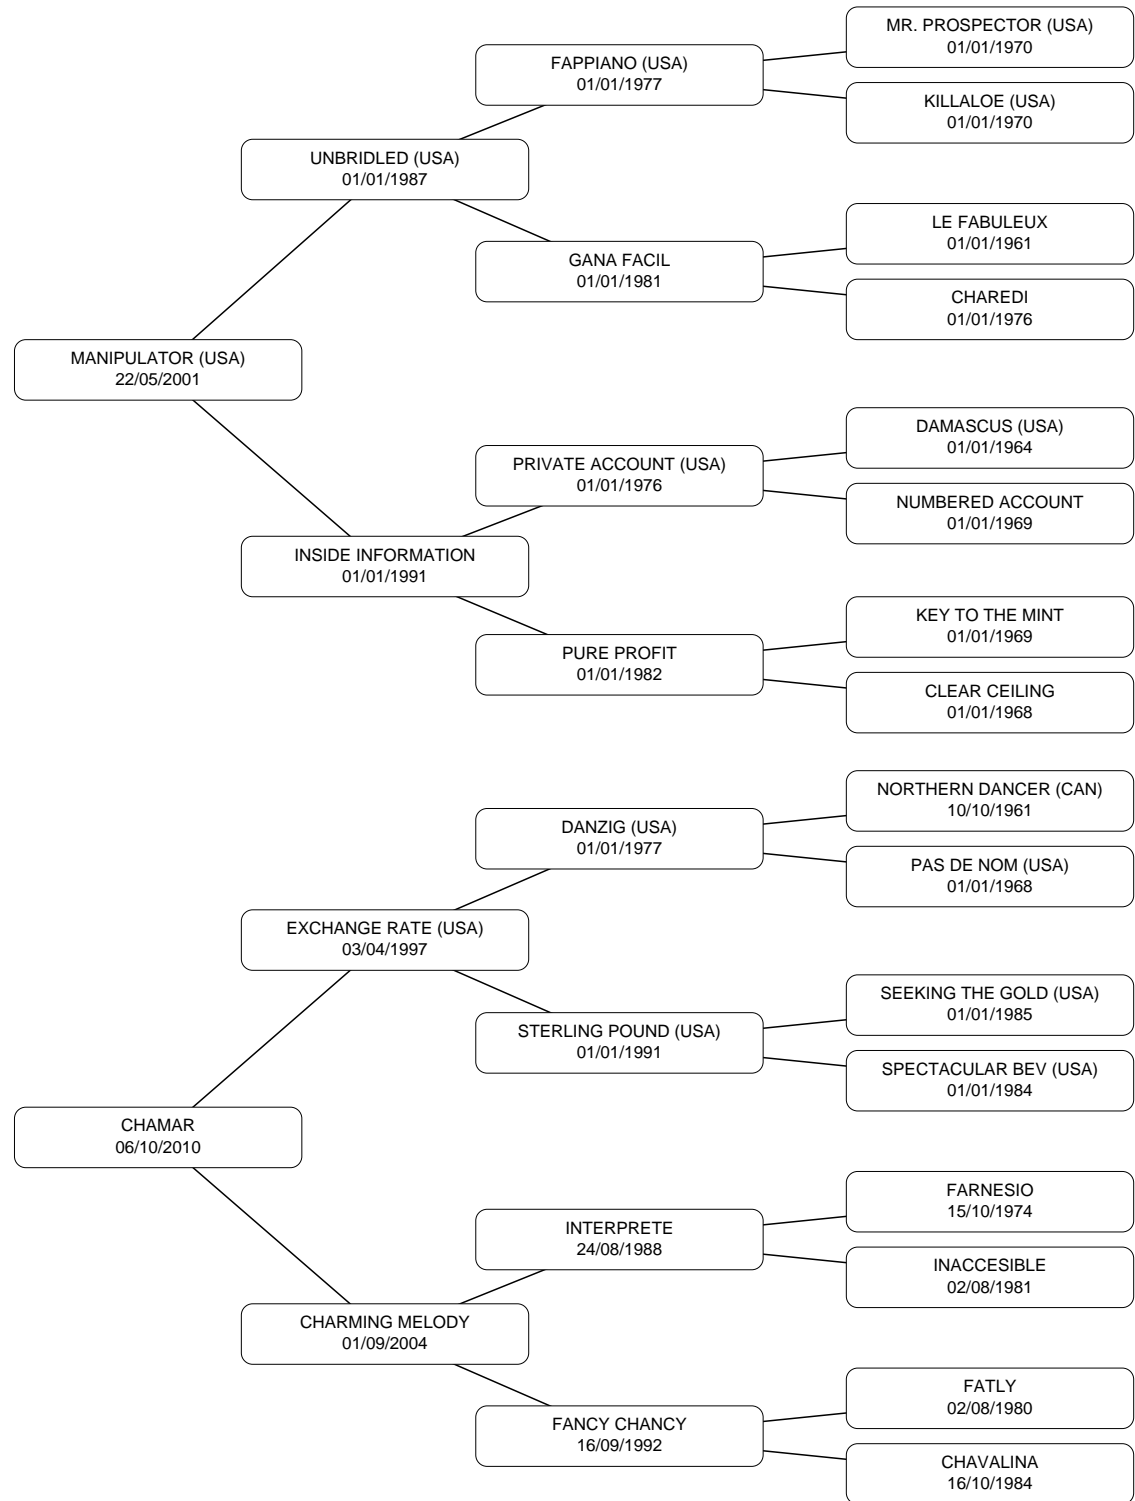 MR. PROSPECTOR (USA)
01/01/1970
FAPPIANO (USA)
01/01/1977
KILLALOE (USA)
01/01/1970
UNBRIDLED (USA)
01/01/1987
LE FABULEUX
01/01/1961
GANA FACIL
01/01/1981
CHAREDI
01/01/1976
MANIPULATOR (USA)
22/05/2001
DAMASCUS (USA)
01/01/1964
PRIVATE ACCOUNT (USA)
01/01/1976
NUMBERED ACCOUNT
01/01/1969
INSIDE INFORMATION
01/01/1991
KEY TO THE MINT
01/01/1969
PURE PROFIT
01/01/1982
CLEAR CEILING
01/01/1968
NORTHERN DANCER (CAN)
10/10/1961
DANZIG (USA)
01/01/1977
PAS DE NOM (USA)
01/01/1968
EXCHANGE RATE (USA)
03/04/1997
SEEKING THE GOLD (USA)
01/01/1985
STERLING POUND (USA)
01/01/1991
SPECTACULAR BEV (USA)
01/01/1984
CHAMAR
06/10/2010
FARNESIO
15/10/1974
INTERPRETE
24/08/1988
INACCESIBLE
02/08/1981
CHARMING MELODY
01/09/2004
FATLY
02/08/1980
FANCY CHANCY
16/09/1992
CHAVALINA
16/10/1984